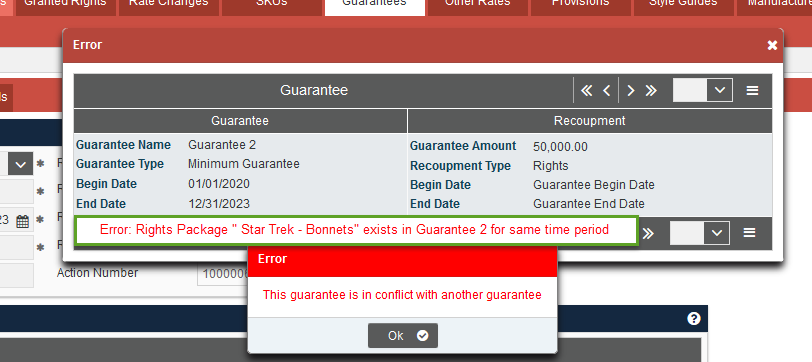 Granted Rights Rate Changes SKUs Guarantees Other Rates Provisions Style Guides
Error
Guarantee
Guarantee Recoupment
Guarantee Name Guarantee 2 Guarantee Amount 50,000.00
Guarantee Type Minimum Guarantee Recoupment Type Rights
Begin Date 01/01/2020 Begin Date Guarantee Begin Date
End Date 12/31/2023 End Date Guarantee End Date
Error: Rights Package " Star Trek - Bonnets" exists in Guarantee 2 for same time period
Error
Action Number
This guarantee is in conflict with another guarantee
Ok